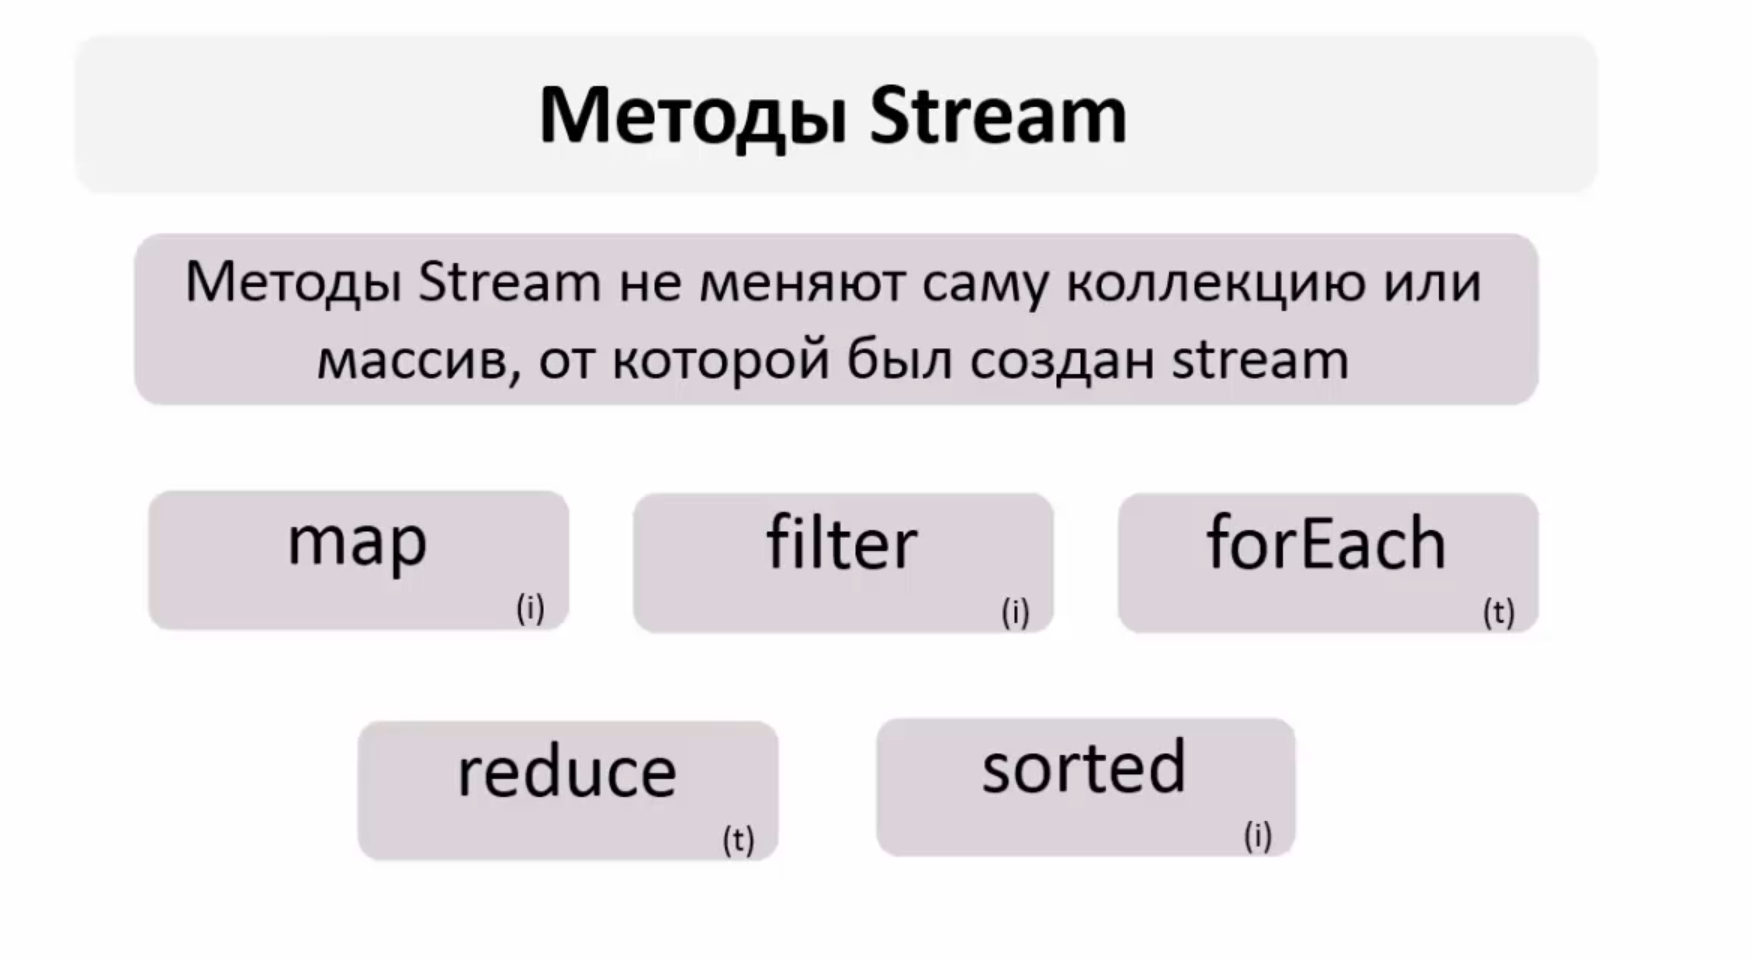 Методы Stream
Методы Stream не меняют саму коллекцию или
массив, от которой был создан stream
map
(i)
filter
(i)
forEach
(t)
reduce
(t)
sorted
(i)